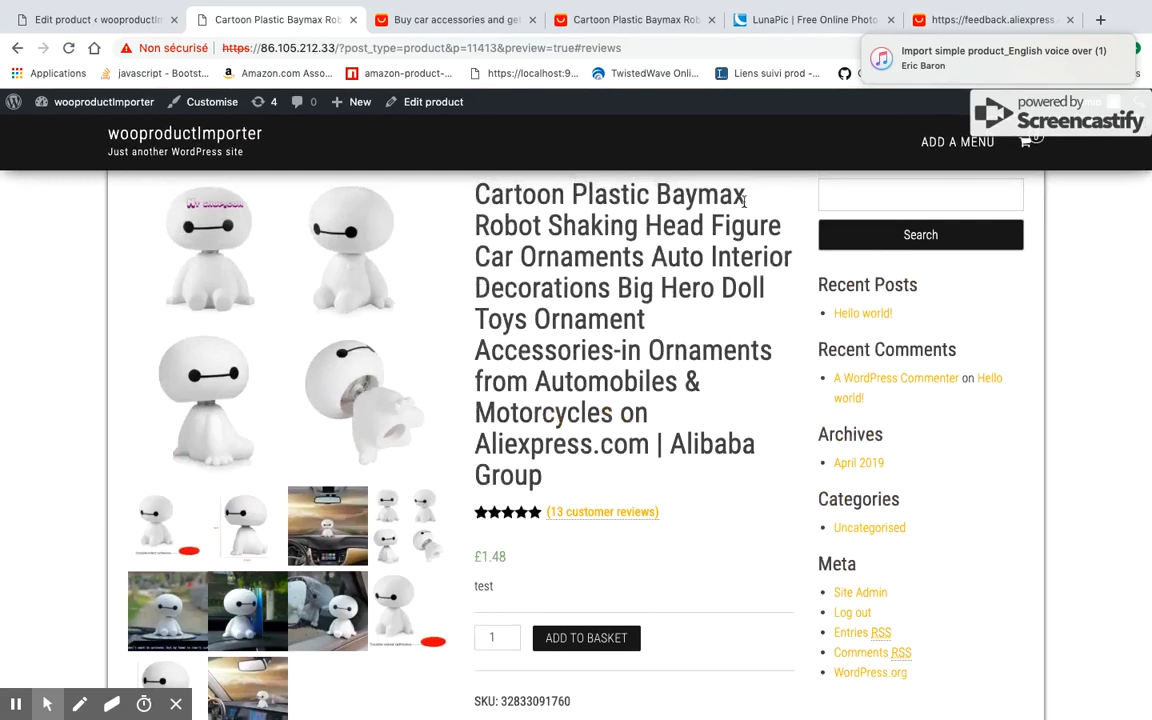 Edit product ‹ wooproductIm
Cartoon Plastic Baymax Rob
Buy car accessories and get
Cartoon Plastic Baymax Rob
LunaPic | Free Online Photo
https://feedback.aliexpress.
Non sécurisé | https://86.105.212.33/?post_type=product&p=11413&preview=true#reviews
Import simple product_English voice over (1)
Eric Baron
Applications
javascript - Bootst...
Amazon.com Asso...
amazon-product-...
https://localhost:9...
TwistedWave Onli...
Liens suivi prod -...
wooproductImporter
Customise
4
0
New
Edit product
powered by
Screencastify
wooproductImporter
Just another WordPress site
ADD A MENU
0
MY SHOP.COM
Cartoon Plastic Baymax
Robot Shaking Head Figure
Car Ornaments Auto Interior
Decorations Big Hero Doll
Toys Ornament
Accessories-in Ornaments
from Automobiles &
Motorcycles on
Aliexpress.com | Alibaba
Group
(13 customer reviews)
£1.48
test
1
ADD TO BASKET
SKU: 32833091760
Search
Recent Posts
Hello world!
Recent Comments
A WordPress Commenter on Hello
world!
Archives
April 2019
Categories
Uncategorised
Meta
Site Admin
Log out
Entries RSS
Comments RSS
WordPress.org